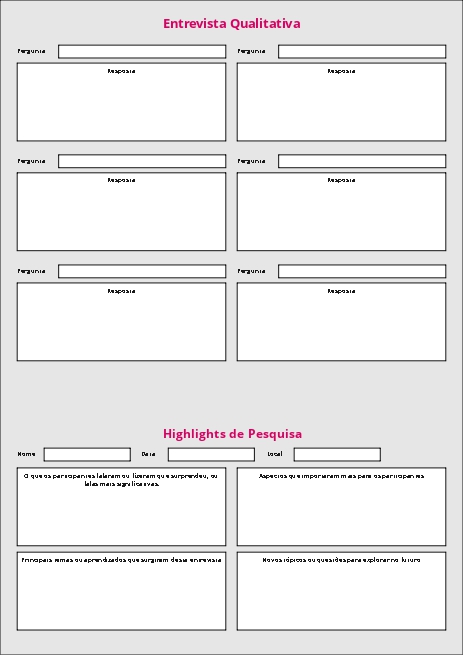 Entrevista Qualitativa
Pergunta Pergunta
Resposta Resposta
Pergunta Pergunta
Resposta Resposta
Pergunta Pergunta
Resposta Resposta
Highlights de Pesquisa
Nome Data Local
O que os participantes falaram ou fizeram que surpreendeu, ou
falas mais significativas.
Aspectos que importaram mais para os participantes
Principais temas ou aprendizados que surgiram dessa entrevista
Novos tópicos ou questões para explorar no futuro